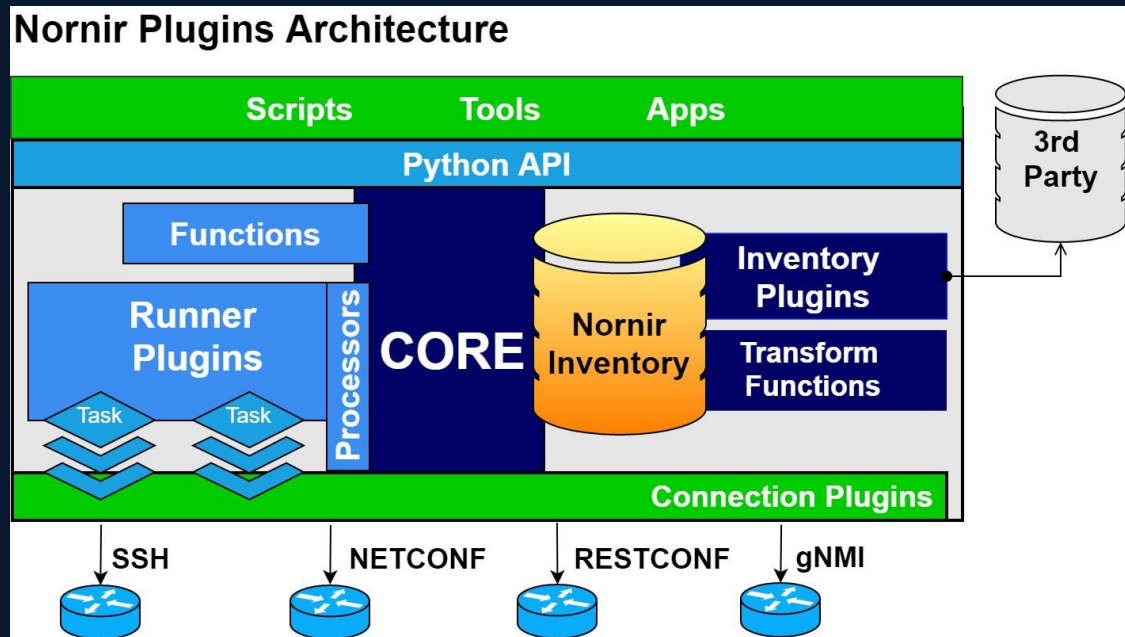 Nornir Plugins Architecture
Scripts Tools Apps
Python API
3rd
Party
Functions
Runner
Plugins
Task Task
Processors
CORE
Nornir
Inventory
Inventory
Plugins
Transform
Functions
Connection Plugins
SSH NETCONF RESTCONF gNMI